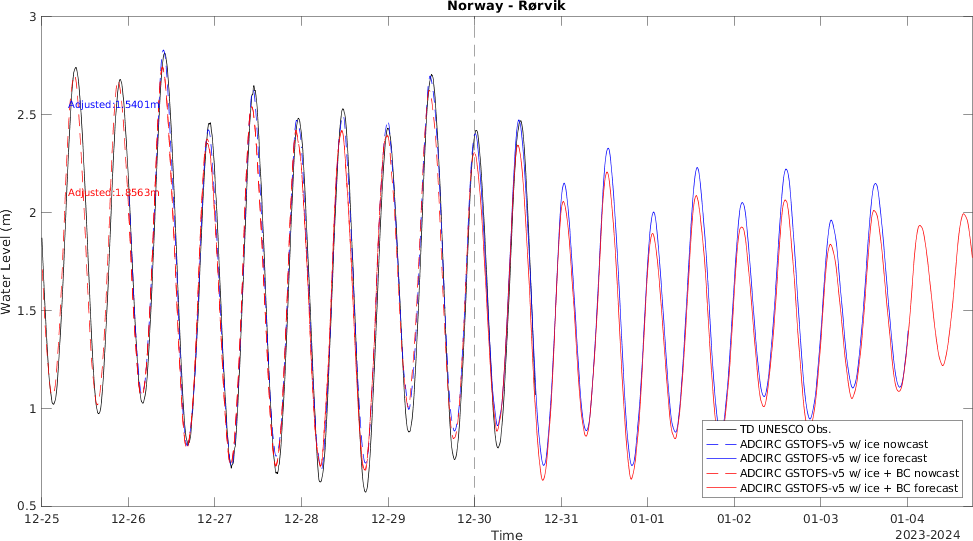 Norway - Rørvik
3
2.5
2
1.5
1
0.5
Water Level (m)
Adjusted:1.5401m
Adjusted:1.8563m
TD UNESCO Obs.
ADCIRC GSTOFS-v5 w/ ice nowcast
ADCIRC GSTOFS-v5 w/ ice forecast
ADCIRC GSTOFS-v5 w/ ice + BC nowcast
ADCIRC GSTOFS-v5 w/ ice + BC forecast
12-25 12-26 12-27 12-28 12-29 12-30 12-31 01-01 01-02 01-03 01-04
Time
2023-2024